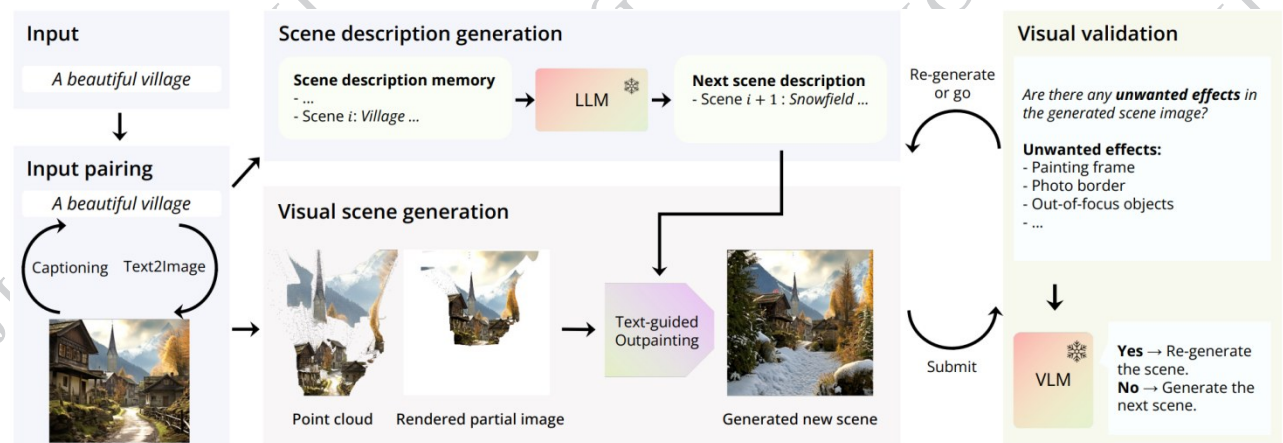 Input
A beautiful village
Input pairing
A beautiful village
Captioning
Text2Image
Scene description generation
Scene description memory
- ...
- Scene i: Village ...
LLM
Next scene description
- Scene i + 1 : Snowfield ...
Visual scene generation
Point cloud
Rendered partial image
Text-guided
Outpainting
Generated new scene
Re-generate
or go
Submit
Visual validation
Are there any unwanted effects in
the generated scene image?
Unwanted effects:
- Painting frame
- Photo border
- Out-of-focus objects
- ...
VLM
Yes → Re-generate
the scene.
No → Generate the
next scene.